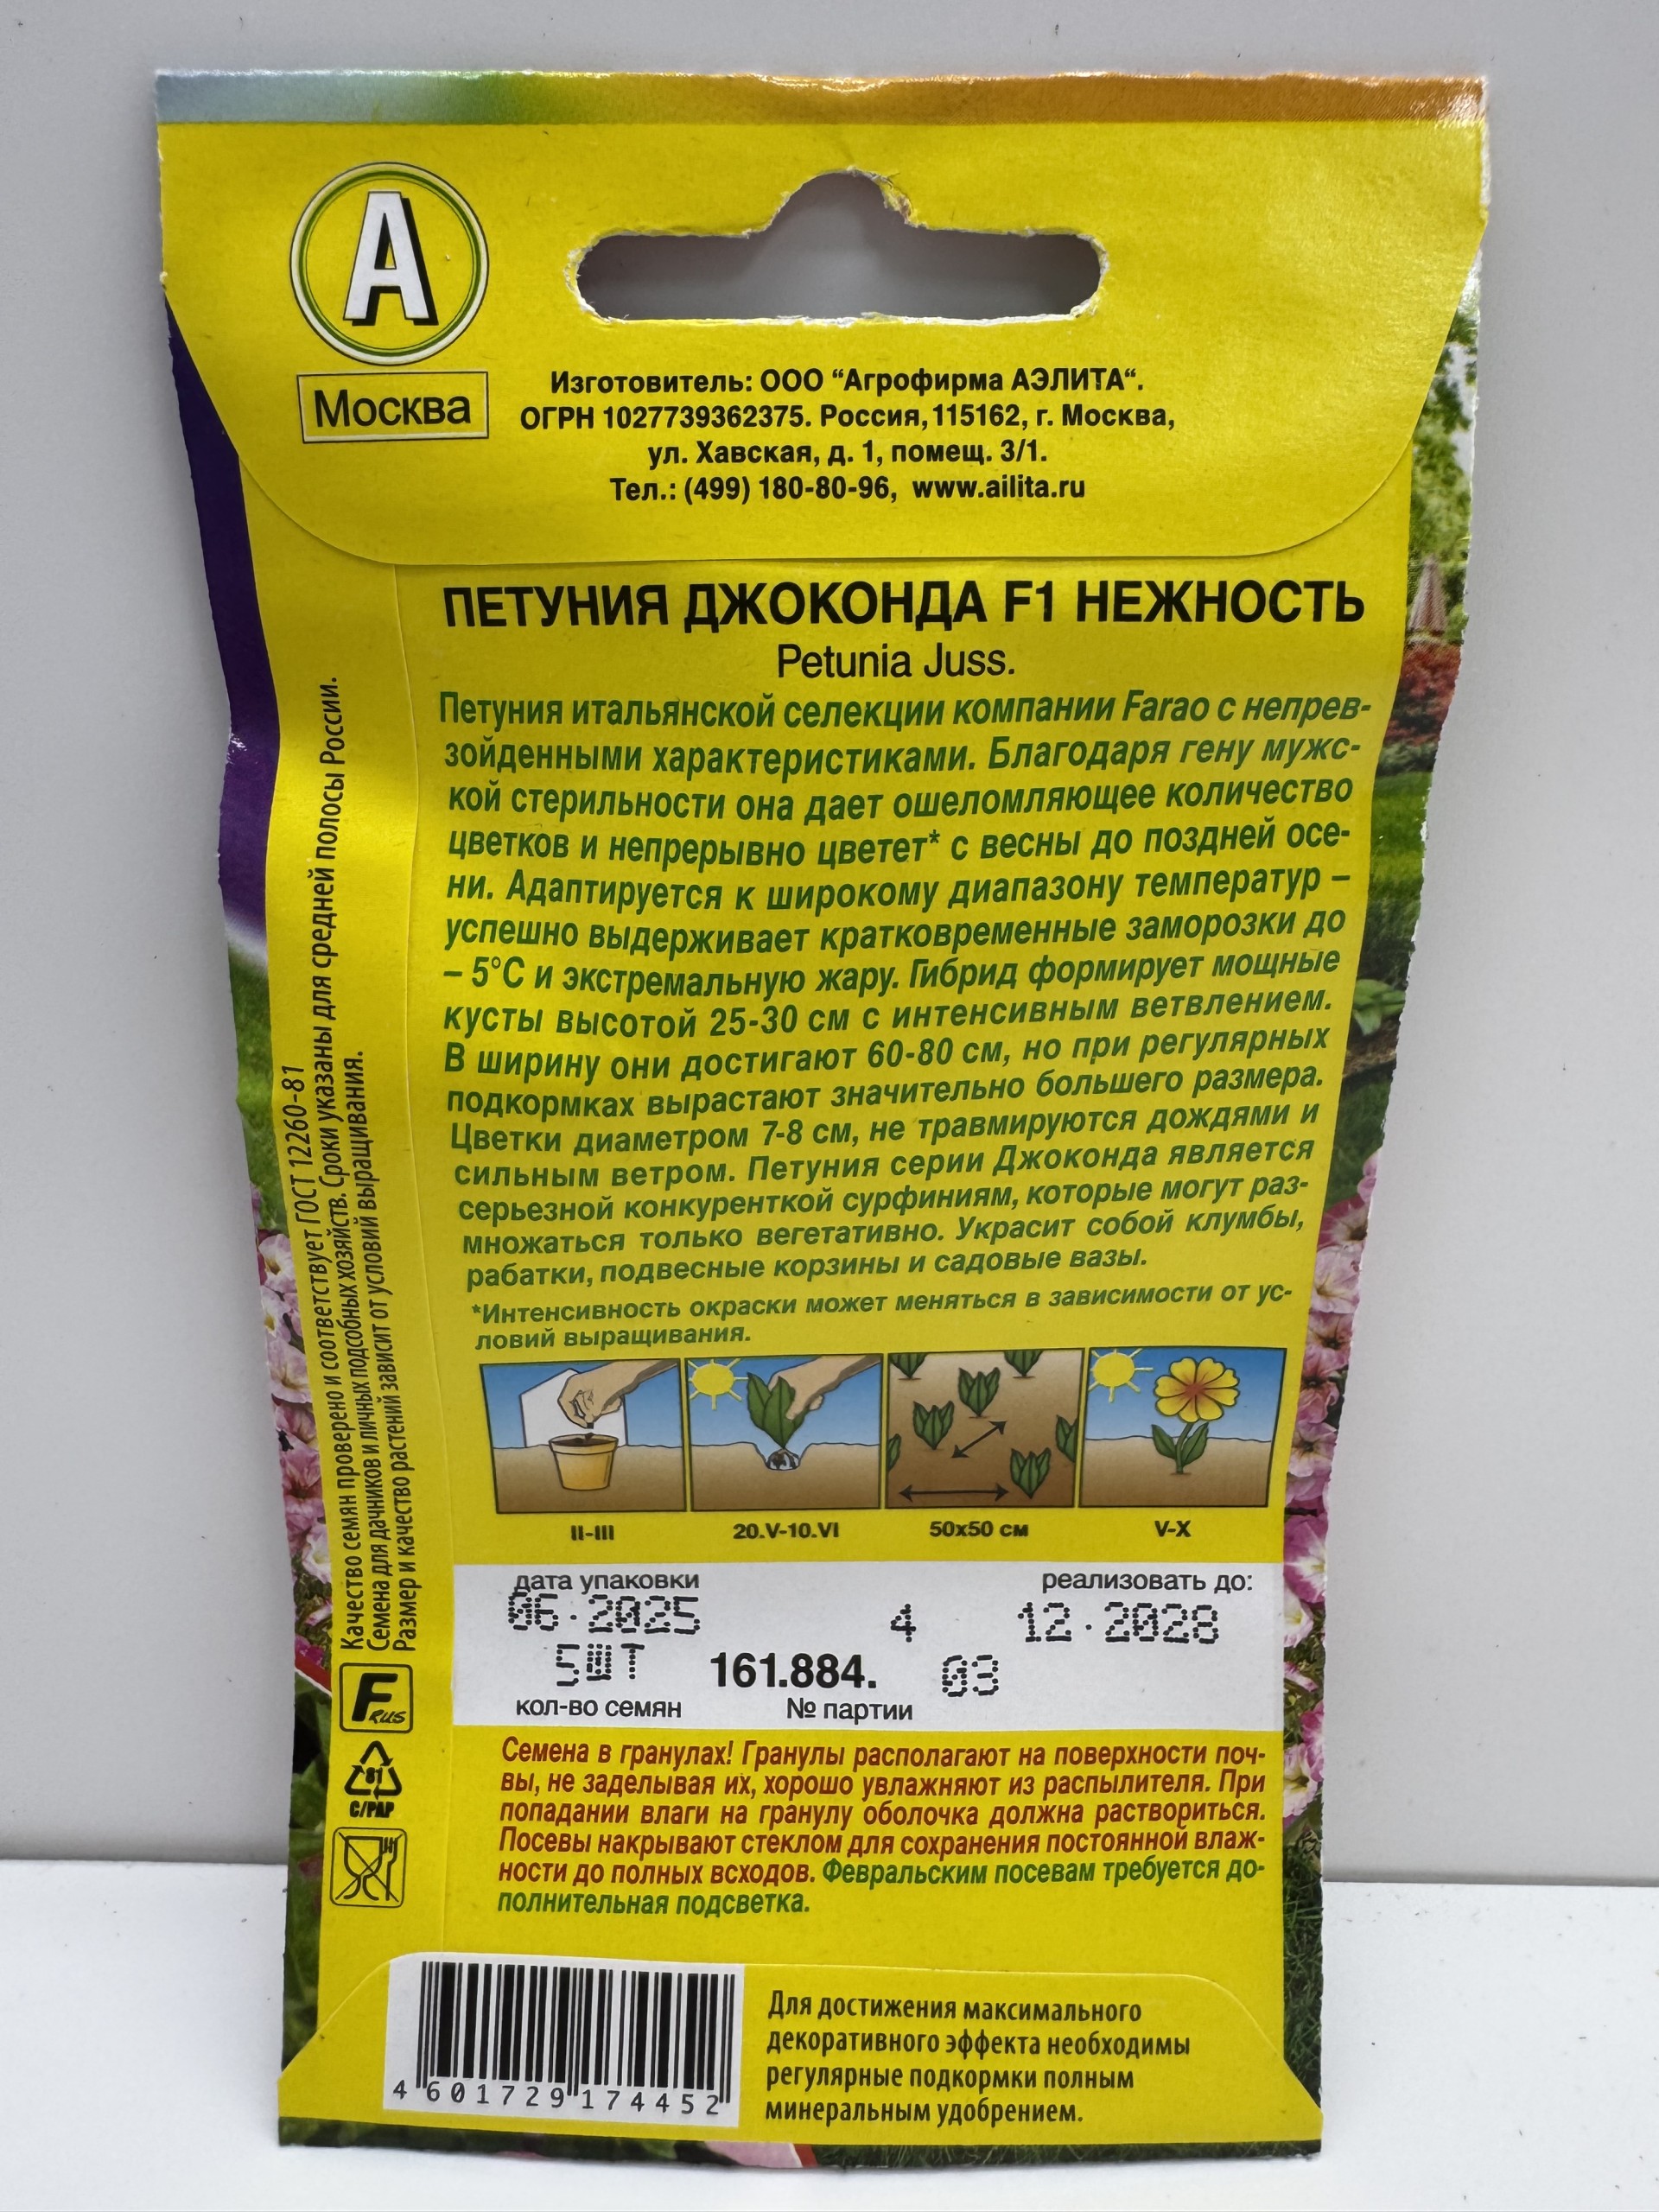 А
Москва
Изготовитель: ООО “Агрофирма АЭЛИТА“.
ОГРН 1027739362375. Россия, 115162, г. Москва,
ул. Хавская, д. 1, помещ. 3/1.
Тел.: (499) 180-80-96, www.ailita.ru
ПЕТУНИЯ ДЖОКОНДА F1 НЕЖНОСТЬ
Petunia Juss.
Петуния итальянской селекции компании Farao с непрев-
зойденными характеристиками. Благодаря гену мужс-
кой стерильности она дает ошеломляющее количество
цветков и непрерывно цветет* с весны до поздней осе-
ни. Адаптируется к широкому диапазону температур –
успешно выдерживает кратковременные заморозки до
– 5°С и экстремальную жару. Гибрид формирует мощные
кусты высотой 25-30 см с интенсивным ветвлением.
В ширину они достигают 60-80 см, но при регулярных
подкормках вырастают значительно большего размера.
Цветки диаметром 7-8 см, не травмируются дождями и
сильным ветром. Петуния серии Джоконда является
серьезной конкуренткой сурфиниям, которые могут раз-
множаться только вегетативно. Украсит собой клумбы,
рабатки, подвесные корзины и садовые вазы.
*Интенсивность окраски может меняться в зависимости от ус-
ловий выращивания.
II-III
20.V-10.VI
50х50 см
V-X
дата упаковки
реализовать до:
06.2025
4
12.2028
5ШТ
161.884.
03
кол-во семян
№ партии
Семена в гранулах! Гранулы располагают на поверхности поч-
вы, не заделывая их, хорошо увлажняют из распылителя. При
попадании влаги на гранулу оболочка должна раствориться.
Посевы накрывают стеклом для сохранения постоянной влаж-
ности до полных всходов. Февральским посевам требуется до-
полнительная подсветка.
Качество семян проверено и соответствует ГОСТ 12260-81
Семена для дачников и личных подсобных хозяйств. Сроки указаны для средней полосы России.
Размер и качество растений зависит от условий выращивания.
F RUS
81
C/PAP
4 601729 174452
Для достижения максимального
декоративного эффекта необходимы
регулярные подкормки полным
минеральным удобрением.